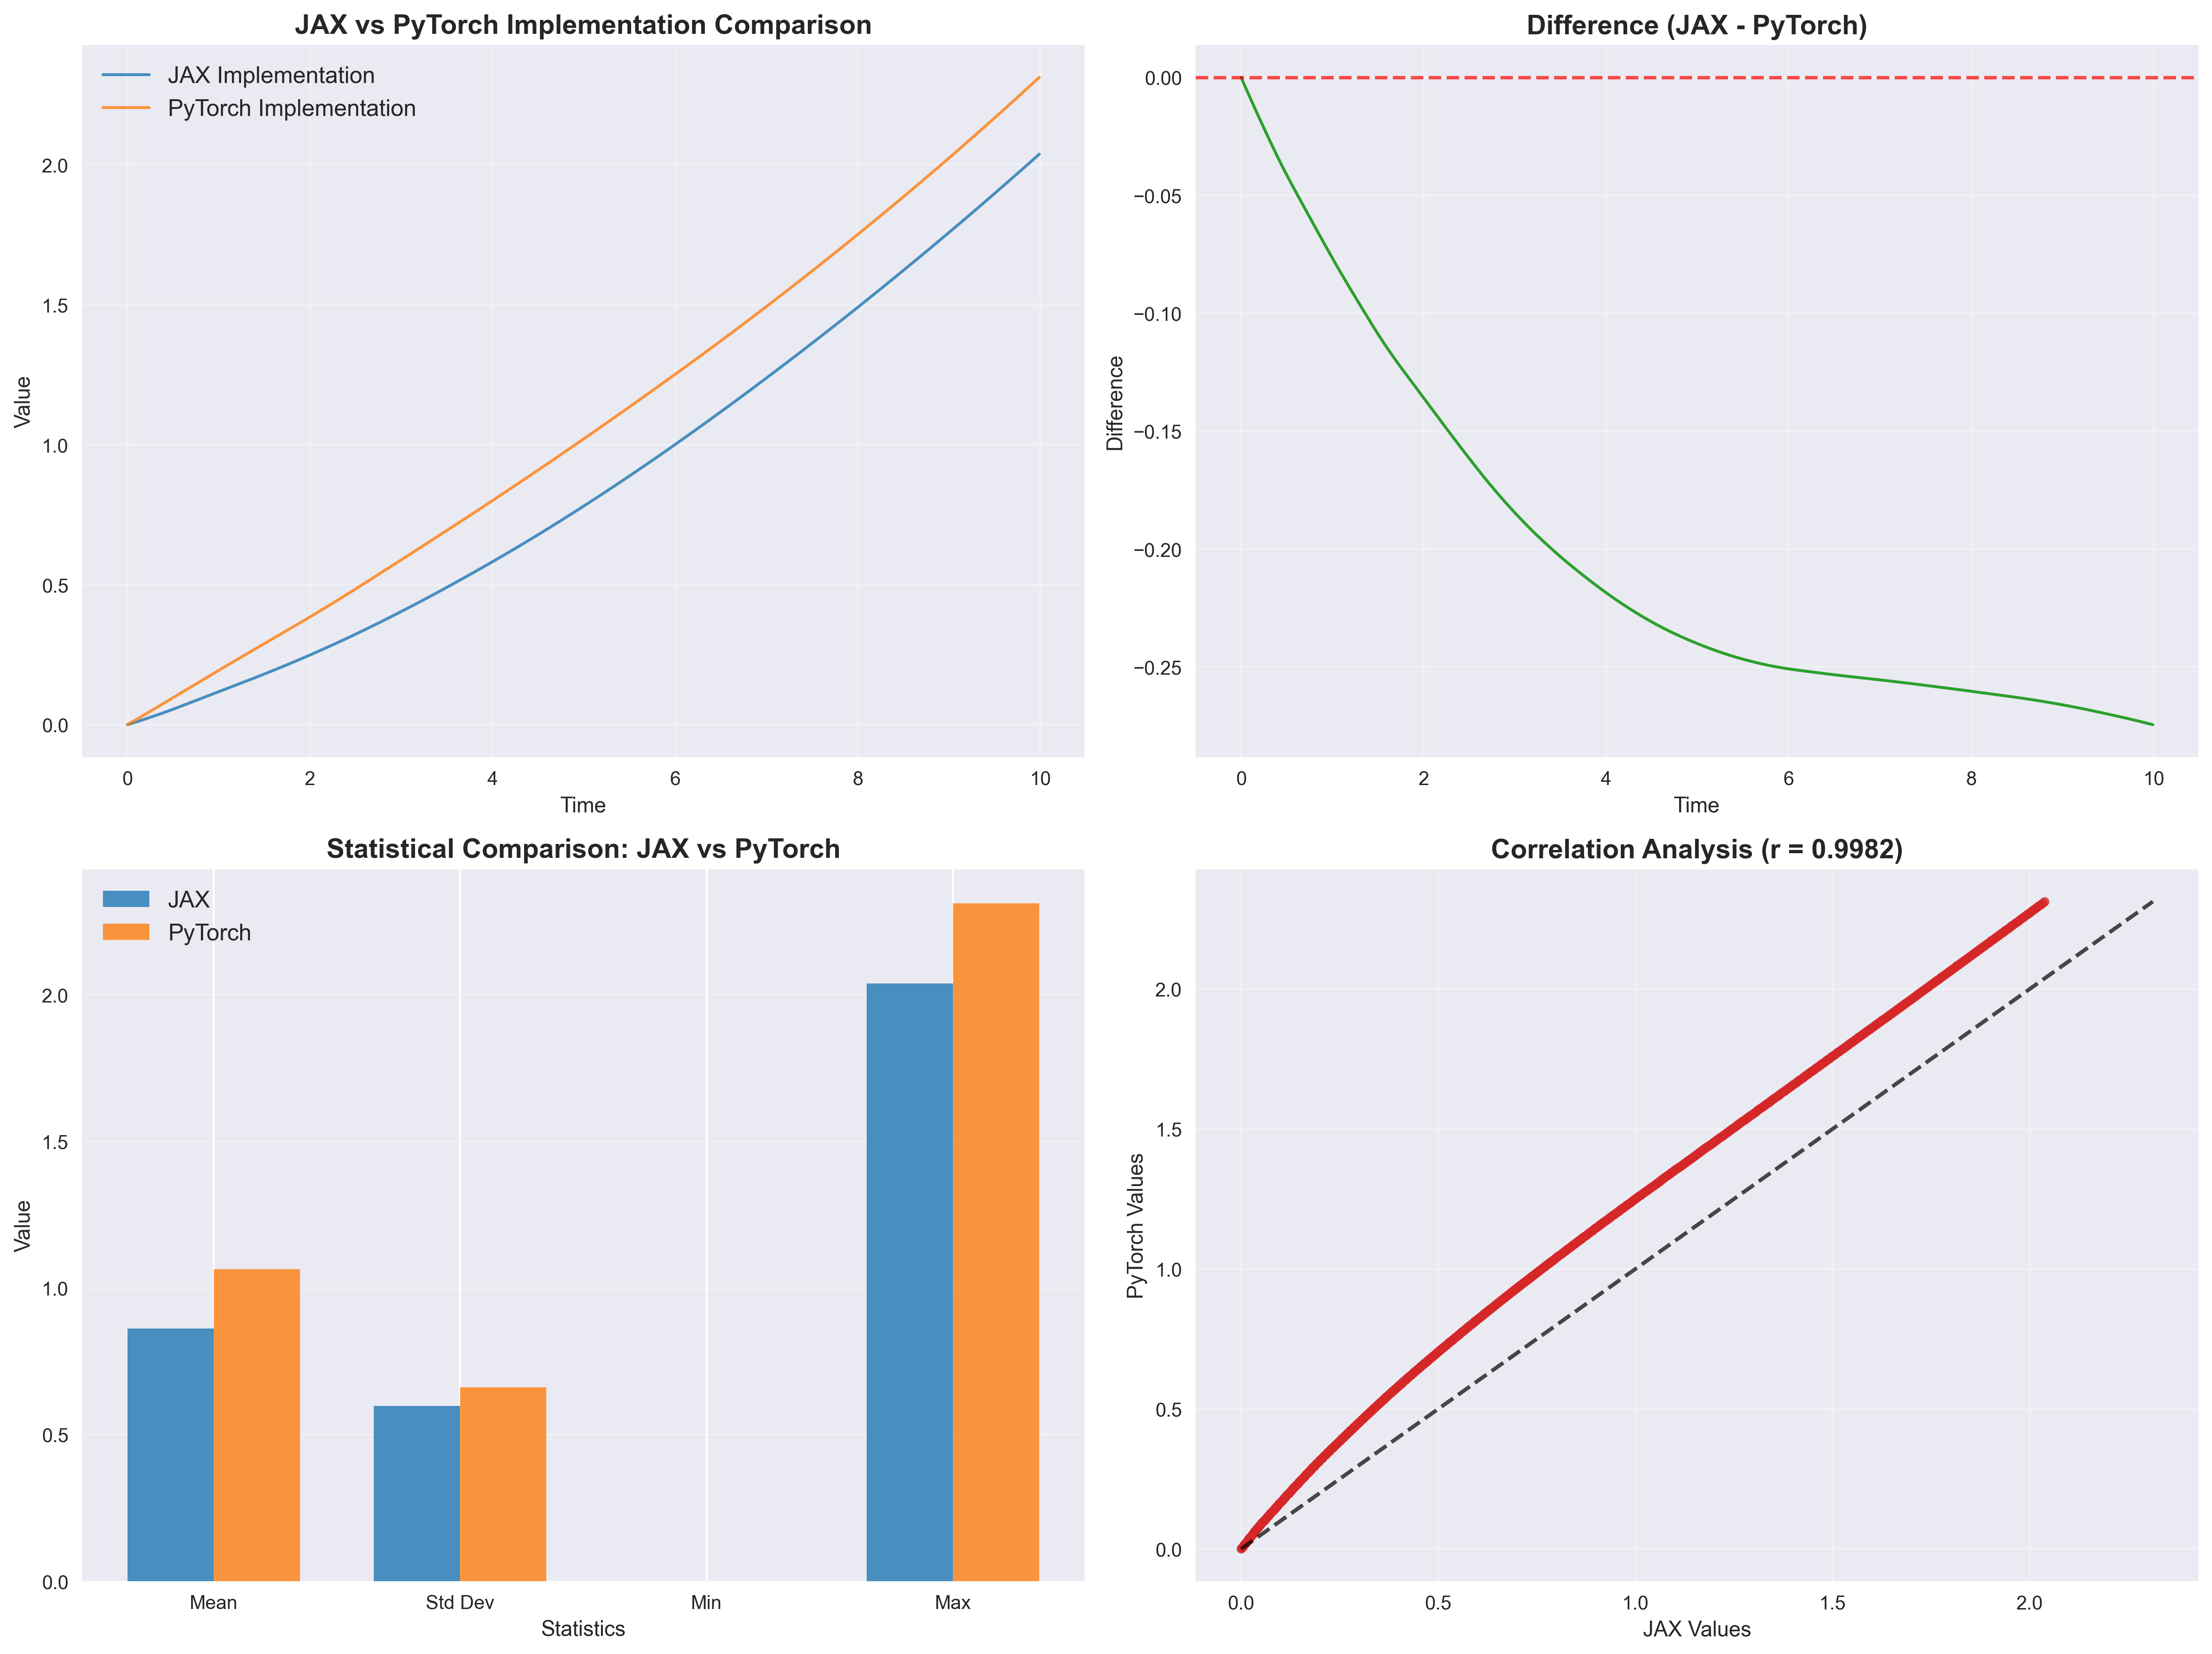 JAX vs PyTorch Implementation Comparison
JAX Implementation
PyTorch Implementation
Value
2.0
1.5
1.0
0.5
0.0
0 2 4 6 8 10
Time
Difference (JAX - PyTorch)
Difference
0.00
−0.05
−0.10
−0.15
−0.20
−0.25
0 2 4 6 8 10
Time
Statistical Comparison: JAX vs PyTorch
JAX
PyTorch
Value
2.0
1.5
1.0
0.5
0.0
Mean Std Dev Min Max
Statistics
Correlation Analysis (r = 0.9982)
PyTorch Values
2.0
1.5
1.0
0.5
0.0
0.0 0.5 1.0 1.5 2.0
JAX Values